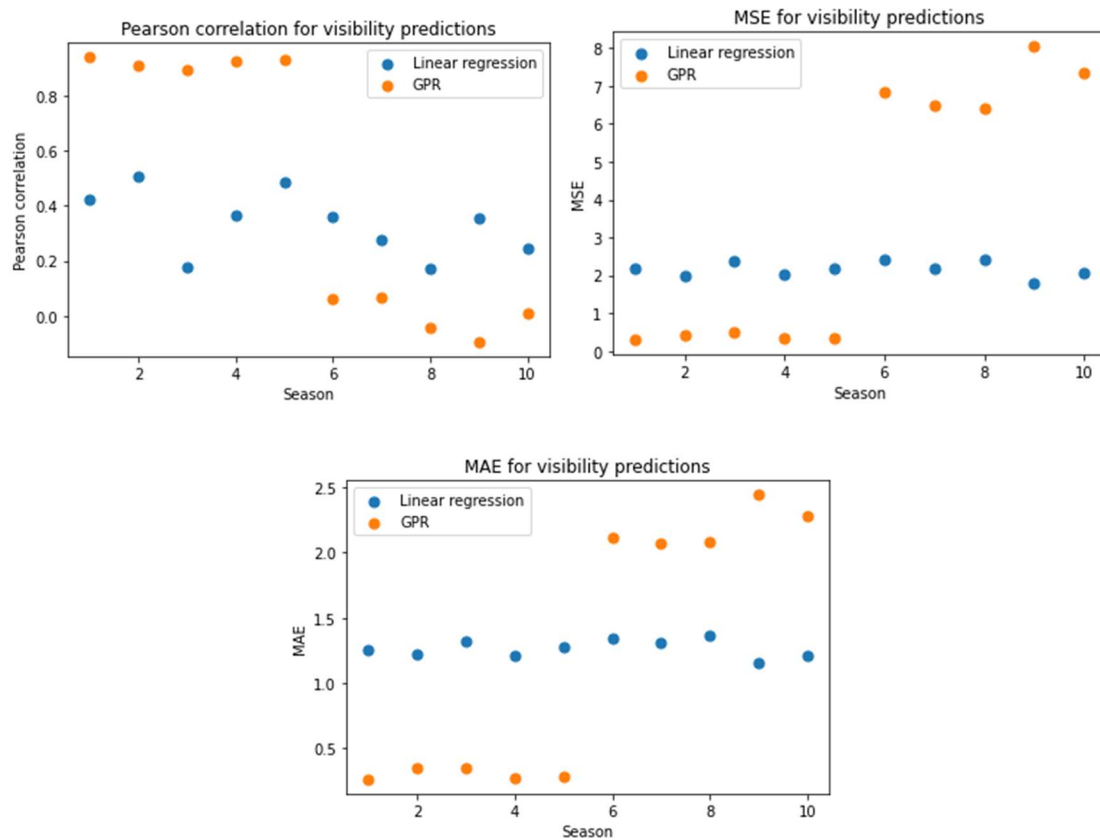 Pearson correlation for visibility predictions
Linear regression
GPR
Pearson correlation
0.8
0.6
0.4
0.2
0.0
2 4 6 8 10
Season
MSE for visibility predictions
Linear regression
GPR
MSE
8
7
6
5
4
3
2
1
0
2 4 6 8 10
Season
MAE for visibility predictions
Linear regression
GPR
MAE
2.5
2.0
1.5
1.0
0.5
2 4 6 8 10
Season